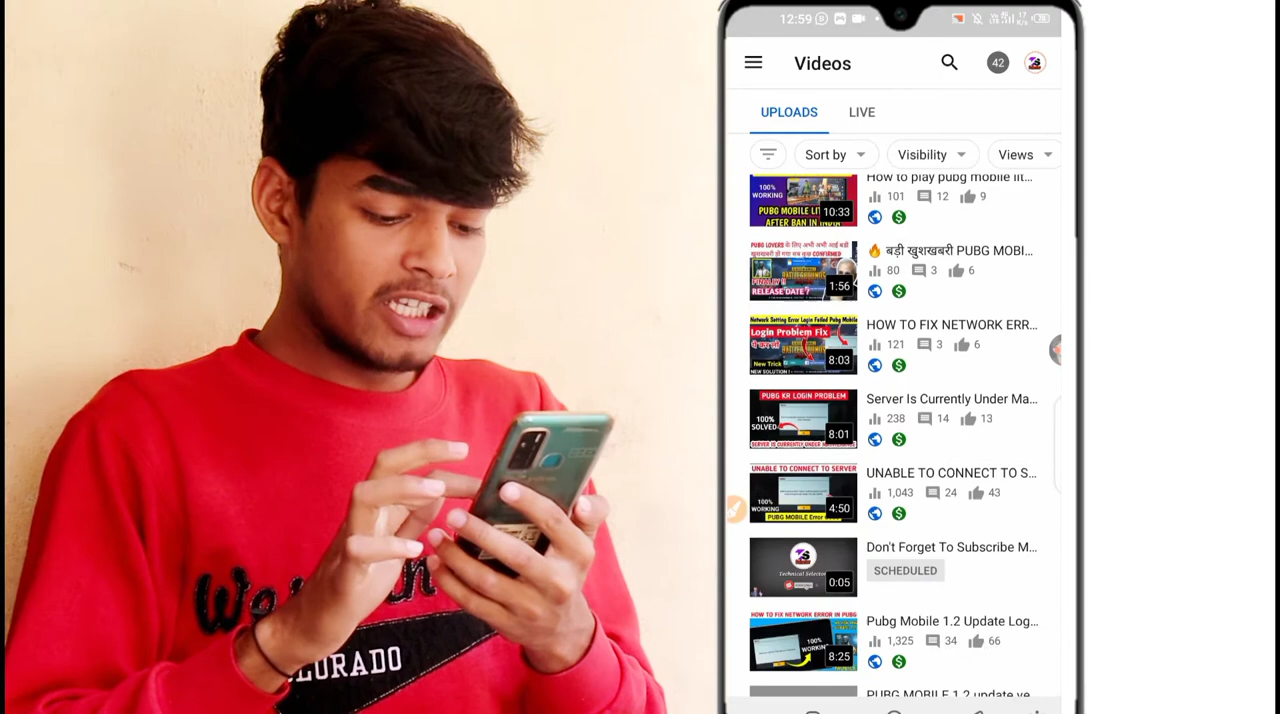 12:59
Videos
42
UPLOADS LIVE
Sort by Visibility Views
How to play pubg mobile lit...
101 12 9
100%
WORKING
PUBG MOBILE LIT
AFTER BAN IN INDIA
10:33
🔥 बड़ी खुशखबरी PUBG MOBI...
80 3 6
CONFIRMED
FINALLY !!
RELEASE DATE ?
1:56
HOW TO FIX NETWORK ERR...
121 3 6
Network Setting Error Login Failed Pubg Mobile
Login Problem Fix
New Trick
NEW SOLUTION
8:03
Server Is Currently Under Ma...
238 14 13
PUBG KR LOGIN PROBLEM
100%
SOLVED
8:01
SERVER IS CURRENTLY UNDER
UNABLE TO CONNECT TO S...
1,043 24 43
UNABLE TO CONNECT TO SERVER
100%
WORKING
4:50
PUBG MOBILE Error
Don't Forget To Subscribe M...
SCHEDULED
Technical Selector
0:05
Pubg Mobile 1.2 Update Log...
1,325 34 66
HOW TO FIX NETWORK ERROR IN PUBG
100%
8:25
PUBG MOBILE 1.2 update ve
OLORADO